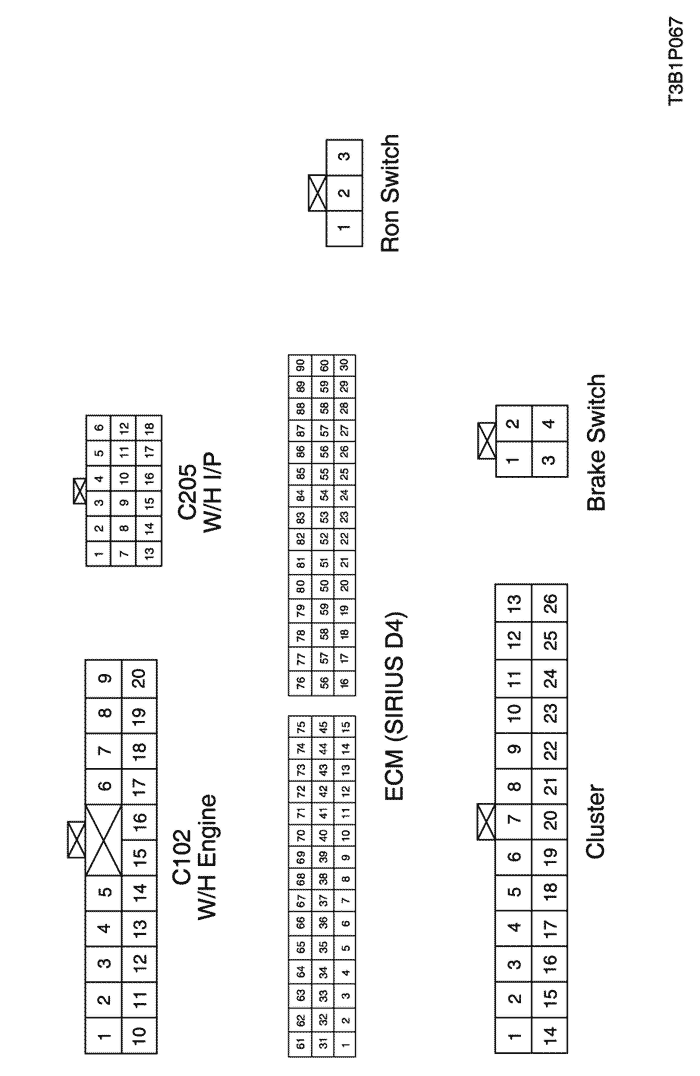 1 2 3 4 5 6 7 8 9
10 11 12 13 14 15 16 17 18 19 20
C102
W/H Engine
1 2 3 4 5 6
7 8 9 10 11 12
13 14 15 16 17 18
C205
W/H I/P
61 62 63 64 65 66 67 68 69 70 71 72 73 74 75
31 32 33 34 35 36 37 38 39 40 41 42 43 44 45
1 2 3 4 5 6 7 8 9 10 11 12 13 14 15
76 77 78 79 80 81 82 83 84 85 86 87 88 89 90
56 57 58 59 50 51 52 53 54 55 56 57 58 59 60
16 17 18 19 20 21 22 23 24 25 26 27 28 29 30
ECM (SIRIUS D4)
1 2 3
Ron Switch
1 2 3 4 5 6 7 8 9 10 11 12 13
14 15 16 17 18 19 20 21 22 23 24 25 26
Cluster
1 2
3 4
Brake Switch
T3B1P067